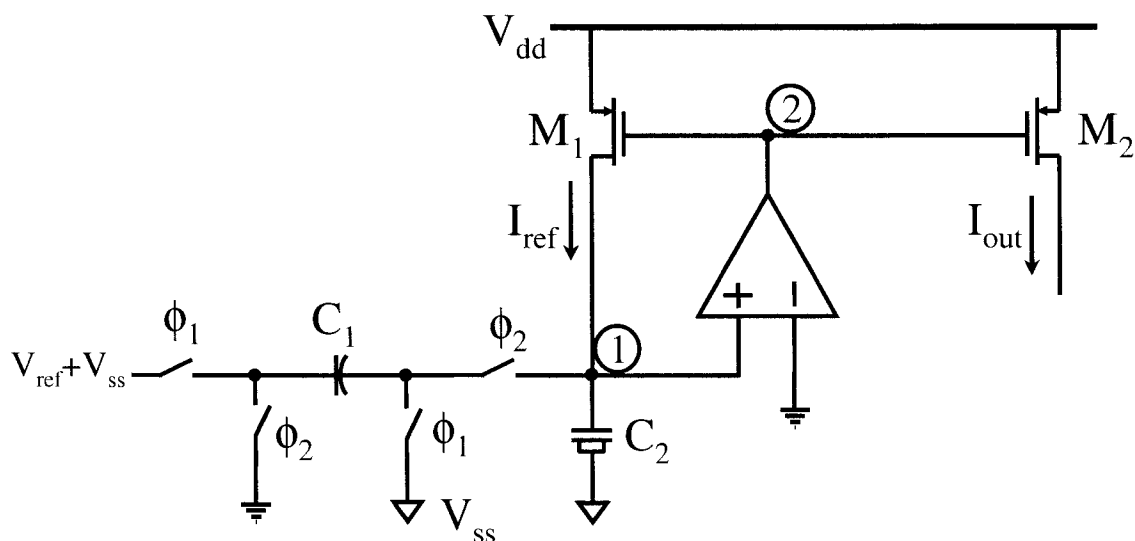 V_dd
2
M_1
M_2
I_ref
I_out
+ −
ϕ_1
C_1
ϕ_2
1
V_ref+V_ss
ϕ_2
ϕ_1
C_2
V_ss